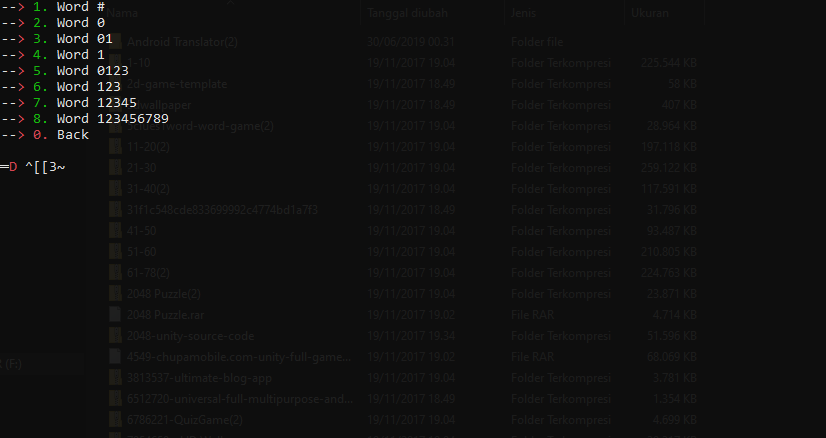 --> 1. Word #
--> 2. Word 0
--> 3. Word 01
--> 4. Word 1
--> 5. Word 0123
--> 6. Word 123
--> 7. Word 12345
--> 8. Word 123456789
--> 0. Back
═D ^[[3~
Nama Tanggal diubah Jenis Ukuran
Android Translator(2) 30/06/2019 00.31 Folder file
1-10 19/11/2017 19.04 Folder Terkompresi 225.544 KB
2d-game-template 19/11/2017 18.49 Folder Terkompresi 58 KB
19/11/2017 18.49 Folder Terkompresi 407 KB
19/11/2017 19.04 Folder Terkompresi 28.964 KB
11-20(2) 19/11/2017 19.04 Folder Terkompresi 197.118 KB
21-30 19/11/2017 19.04 Folder Terkompresi 259.122 KB
31-40(2) 19/11/2017 19.04 Folder Terkompresi 117.591 KB
31f1c548cde833699992c4774bd1a7f3 19/11/2017 18.49 Folder Terkompresi 31.796 KB
41-50 19/11/2017 19.04 Folder Terkompresi 93.487 KB
51-60 19/11/2017 19.04 Folder Terkompresi 210.805 KB
61-78(2) 19/11/2017 19.04 Folder Terkompresi 224.763 KB
2048 Puzzle(2) 19/11/2017 19.04 Folder Terkompresi 23.871 KB
2048 Puzzle.rar 19/11/2017 19.02 File RAR 4.714 KB
2048-unity-source-code 19/11/2017 19.34 Folder Terkompresi 51.596 KB
4549-chupamobile.com-unity-full-game... 19/11/2017 19.02 File RAR 68.069 KB
(F:)
3813537-ultimate-blog-app 19/11/2017 19.04 Folder Terkompresi 3.781 KB
6512720-universal-full-multipurpose-and... 19/11/2017 18.49 Folder Terkompresi 1.354 KB
6786221-QuizGame(2) 19/11/2017 19.04 Folder Terkompresi 4.699 KB